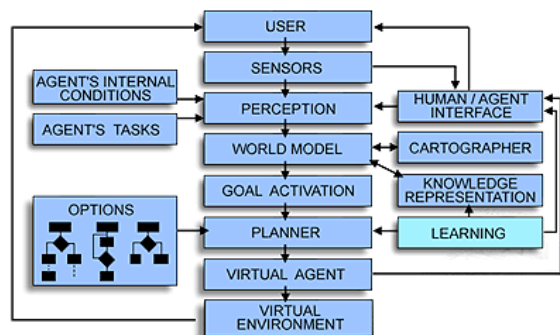 USER
SENSORS
AGENT'S INTERNAL
CONDITIONS
HUMAN / AGENT
INTERFACE
PERCEPTION
AGENT'S TASKS
WORLD MODEL
CARTOGRAPHER
GOAL ACTIVATION
KNOWLEDGE
REPRESENTATION
OPTIONS
PLANNER
LEARNING
VIRTUAL AGENT
VIRTUAL
ENVIRONMENT